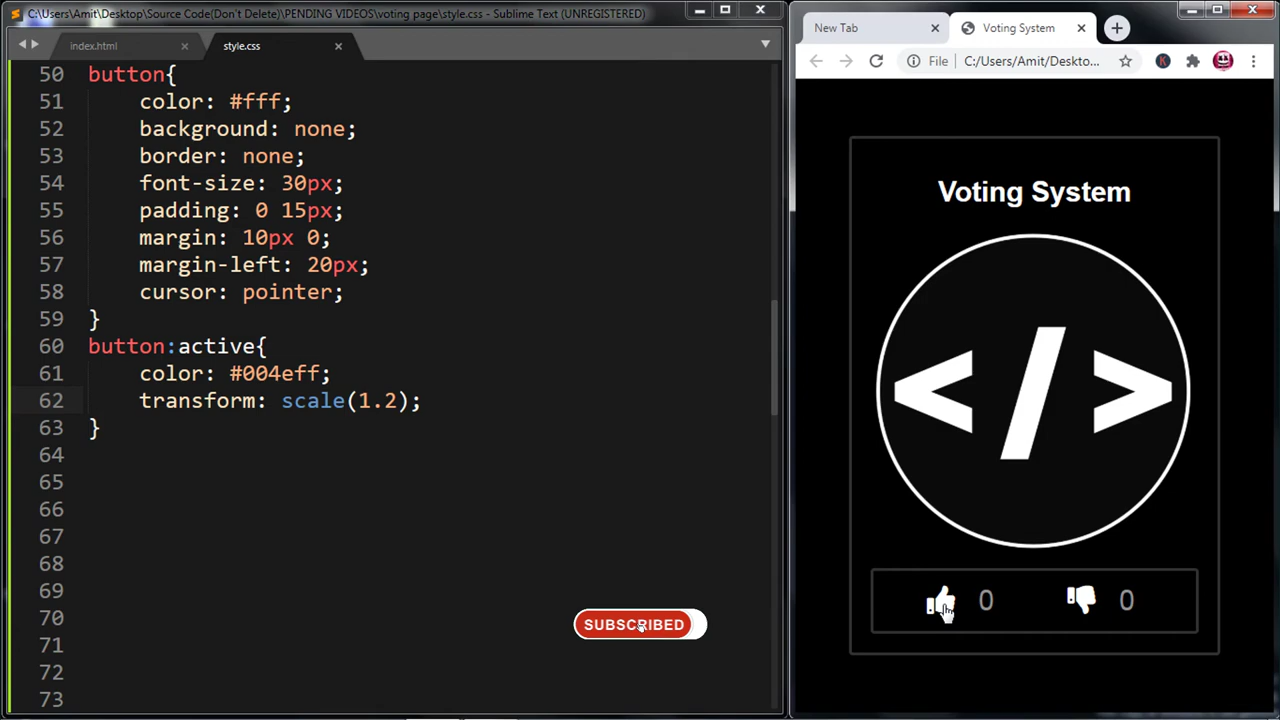 C:\Users\Amit\Desktop\Source Code(Don't Delete)\PENDING VIDEOS\voting page\style.css - Sublime Text (UNREGISTERED)
index.html
style.css
50 button{
51 color: #fff;
52 background: none;
53 border: none;
54 font-size: 30px;
55 padding: 0 15px;
56 margin: 10px 0;
57 margin-left: 20px;
58 cursor: pointer;
59 }
60 button:active{
61 color: #004eff;
62 transform: scale(1.2);
63 }
64
65
66
67
68
69
70
71
72
73
SUBSCRIBED
New Tab
Voting System
File C:/Users/Amit/Deskto...
K
Voting System
</>
0 0